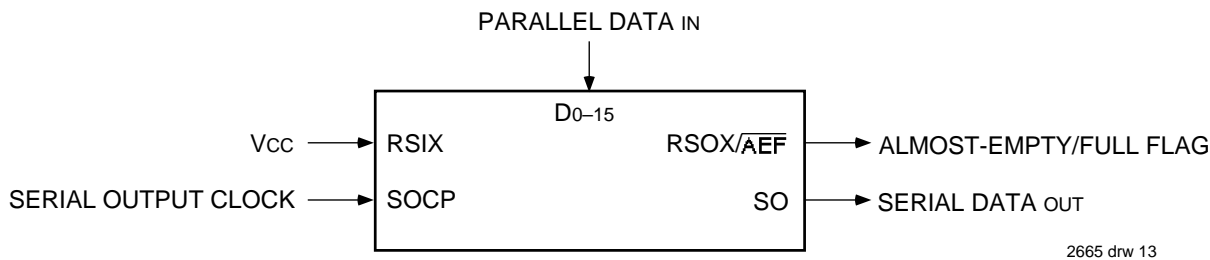 PARALLEL DATA IN
D0–15
VCC RSIX RSOX/AEF ALMOST-EMPTY/FULL FLAG
SERIAL OUTPUT CLOCK SOCP SO SERIAL DATA OUT
2665 drw 13